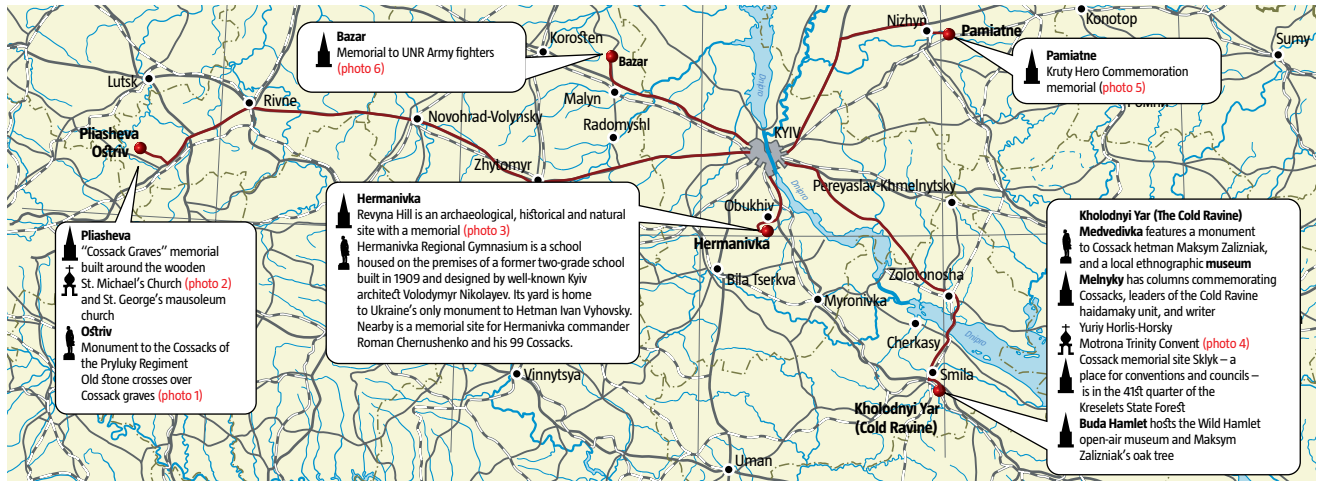 Korosten
Nizhyn
Pamiatne
Konotop
Sumy
Lutsk
Rivne
Bazar
Memorial to UNR Army fighters
(photo 6)
Bazar
Malyn
Radomyshl
Pamiatne
Kruty Hero Commemoration
memorial (photo 5)
Dnipro
KYIV
Novohrad-Volynsky
Zhytomyr
Pliasheva
Ostriv
Pliasheva
"Cossack Graves" memorial
built around the wooden
St. Michael's Church (photo 2)
and St. George's mausoleum
church
Ostriv
Monument to the Cossacks of
the Pryluky Regiment
Old stone crosses over
Cossack graves (photo 1)
Hermanivka
Revyna Hill is an archaeological, historical and natural
site with a memorial (photo 3)
Hermanivka Regional Gymnasium is a school
housed on the premises of a former two-grade school
built in 1909 and designed by well-known Kyiv
architect Volodymyr Nikolayev. Its yard is home
to Ukraine's only monument to Hetman Ivan Vyhovsky.
Nearby is a memorial site for Hermanivka commander
Roman Chernushenko and his 99 Cossacks.
Pereyaslav-Khmelnytsky
Dnipro
Obukhiv
Hermanivka
Bila Tserkva
Myronivka
Zolotonosha
Cherkasy
Dnipro
Smila
Kholodnyi Yar
(Cold Ravine)
Vinnytsya
Uman
Kholodnyi Yar (The Cold Ravine)
Medvedivka features a monument
to Cossack hetman Maksym Zalizniak,
and a local ethnographic museum
Melnyky has columns commemorating
Cossacks, leaders of the Cold Ravine
haidamaky unit, and writer
Yuriy Horlis-Horsky
Motrona Trinity Convent (photo 4)
Cossack memorial site Sklyk – a
place for conventions and councils –
is in the 41st quarter of the
Kreselets State Forest
Buda Hamlet hosts the Wild Hamlet
open-air museum and Maksym
Zalizniak's oak tree